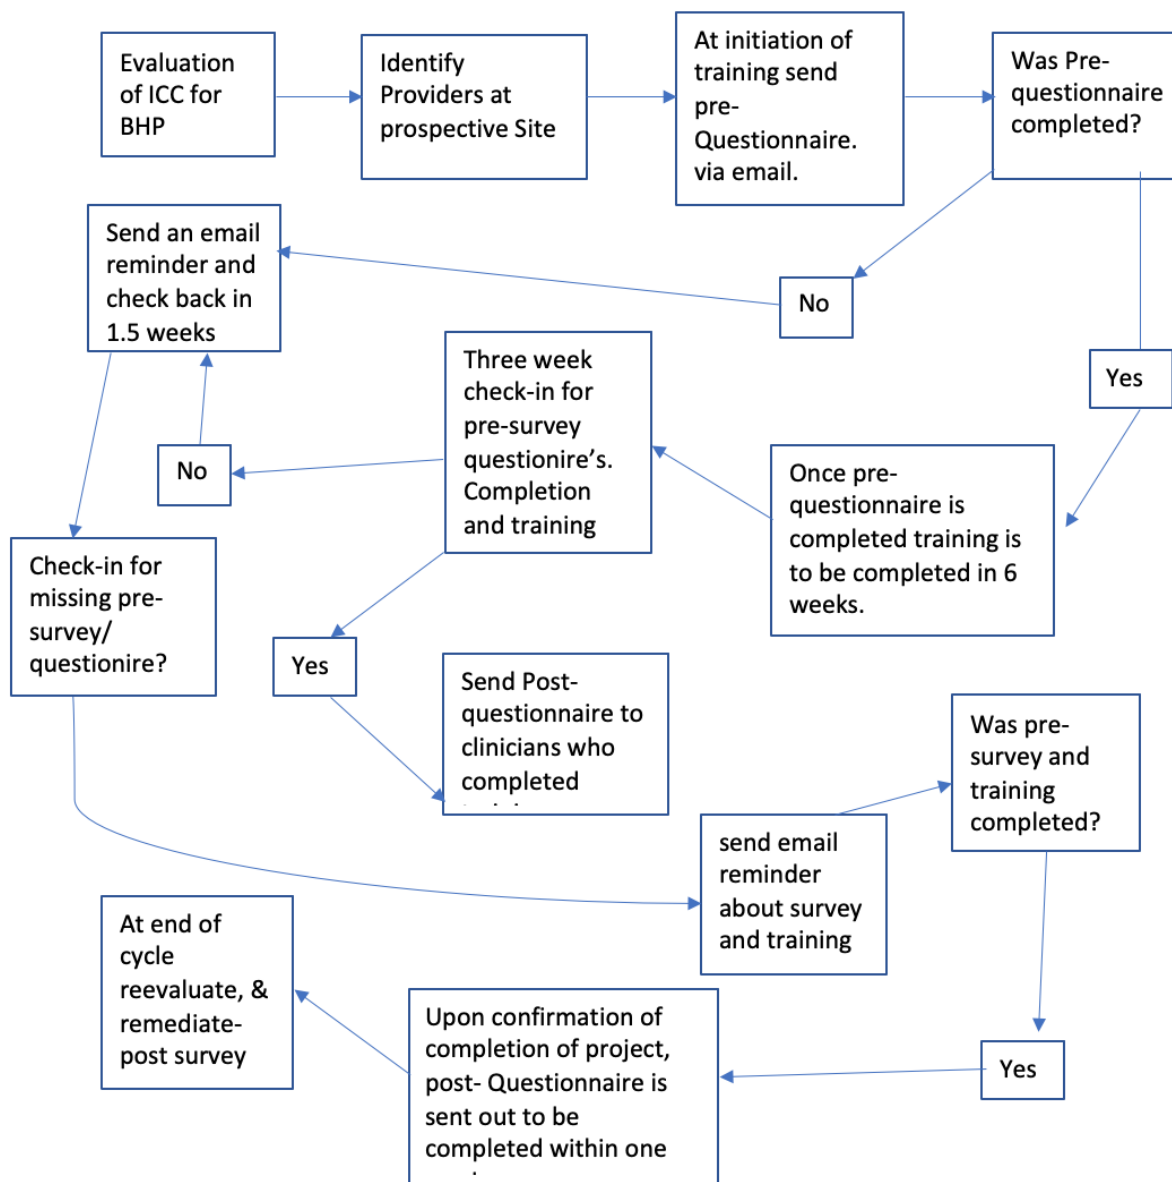 Evaluation
of ICC for
BHP
Identify
Providers at
prospective Site
At initiation of
training send
pre-
Questionnaire.
via email.
Was Pre-
questionnaire
completed?
Send an email
reminder and
check back in
1.5 weeks
No
Yes
Three week
check-in for
pre-survey
questionire’s.
Completion
and training
No
Once pre-
questionnaire is
completed training is
to be completed in 6
weeks.
Check-in for
missing pre-
survey/
questionire?
Yes
Send Post-
questionnaire to
clinicians who
completed
Was pre-
survey and
training
completed?
send email
reminder
about survey
and training
At end of
cycle
reevaluate, &
remediate-
post survey
Upon confirmation of
completion of project,
post- Questionnaire is
sent out to be
completed within one
Yes